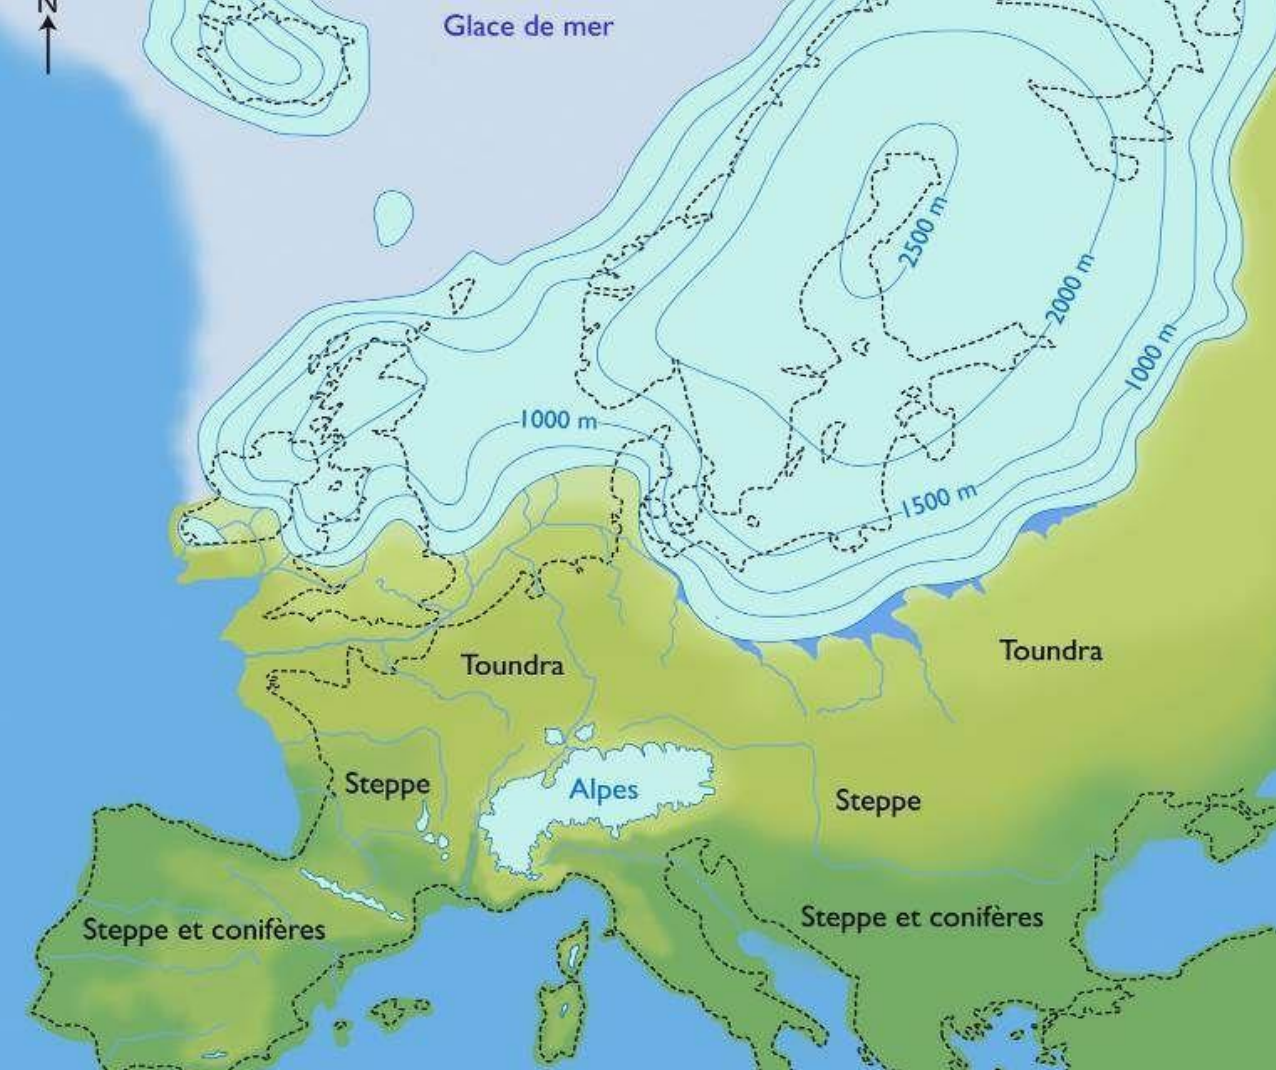 N
Glace de mer
2500 m
2000 m
1000 m
1000 m
1500 m
Toundra
Toundra
Steppe
Alpes
Steppe
Steppe et conifères
Steppe et conifères